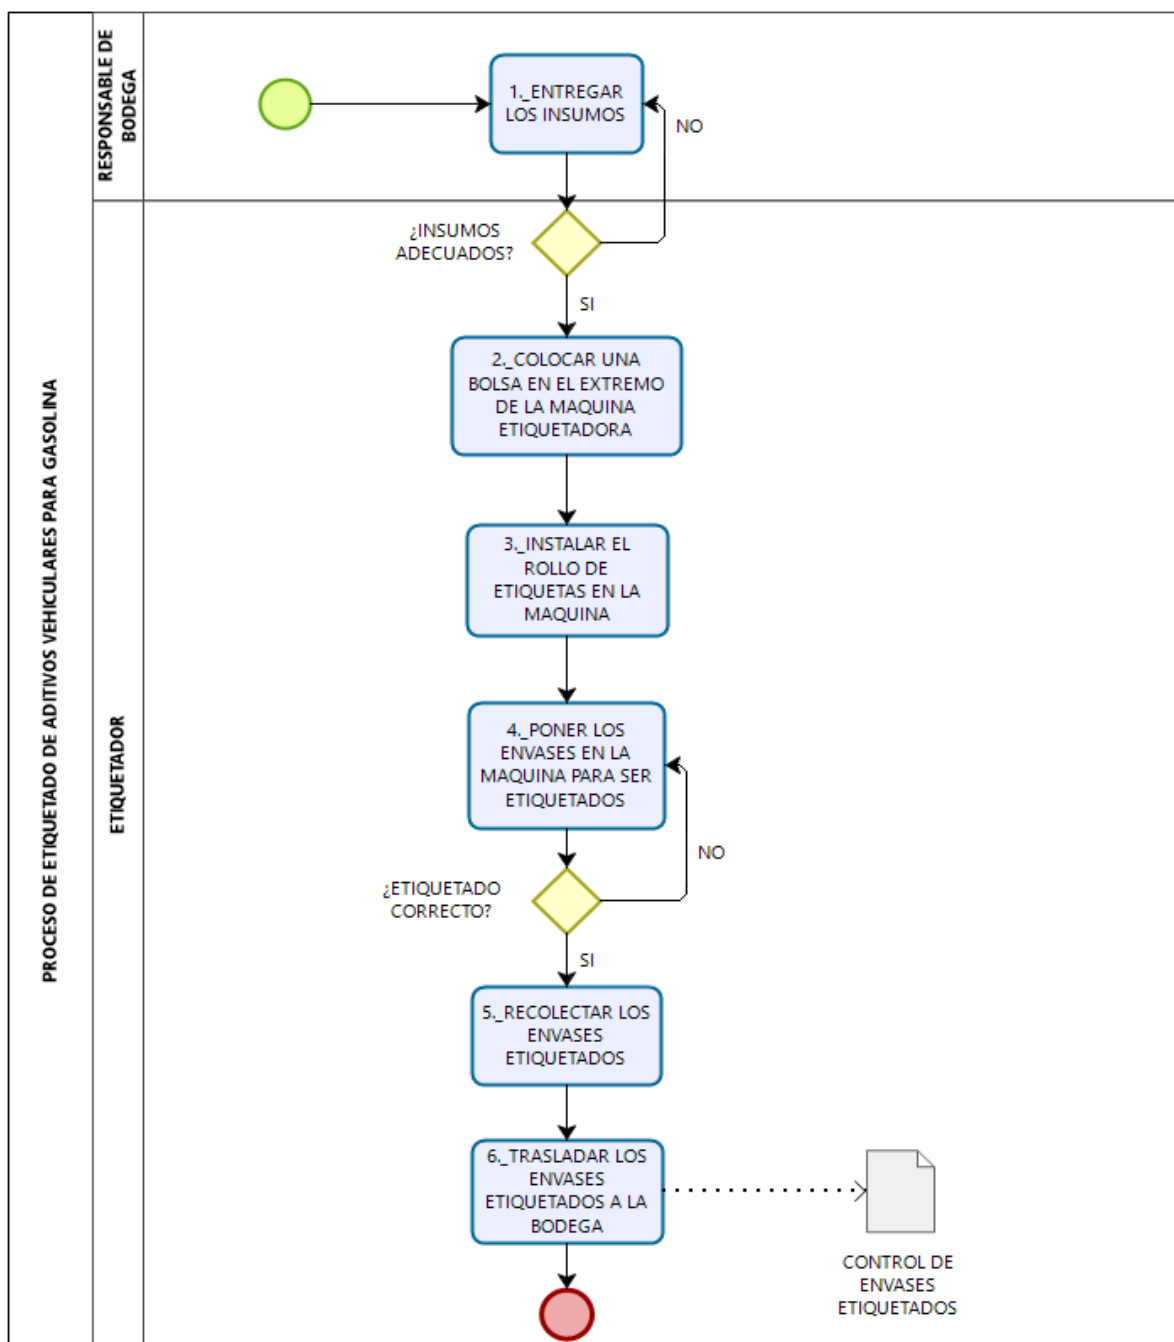 PROCESO DE ETIQUETADO DE ADITIVOS VEHICULARES PARA GASOLINA
RESPONSABLE DE
BODEGA
1._ENTREGAR
LOS INSUMOS
NO
ETIQUETADOR
¿INSUMOS
ADECUADOS?
SI
2._COLOCAR UNA
BOLSA EN EL EXTREMO
DE LA MAQUINA
ETIQUETADORA
3._INSTALAR EL
ROLLO DE
ETIQUETAS EN LA
MAQUINA
4._PONER LOS
ENVASES EN LA
MAQUINA PARA SER
ETIQUETADOS
NO
¿ETIQUETADO
CORRECTO?
SI
5._RECOLECTAR LOS
ENVASES
ETIQUETADOS
6._TRASLADAR LOS
ENVASES
ETIQUETADOS A LA
BODEGA
CONTROL DE
ENVASES
ETIQUETADOS